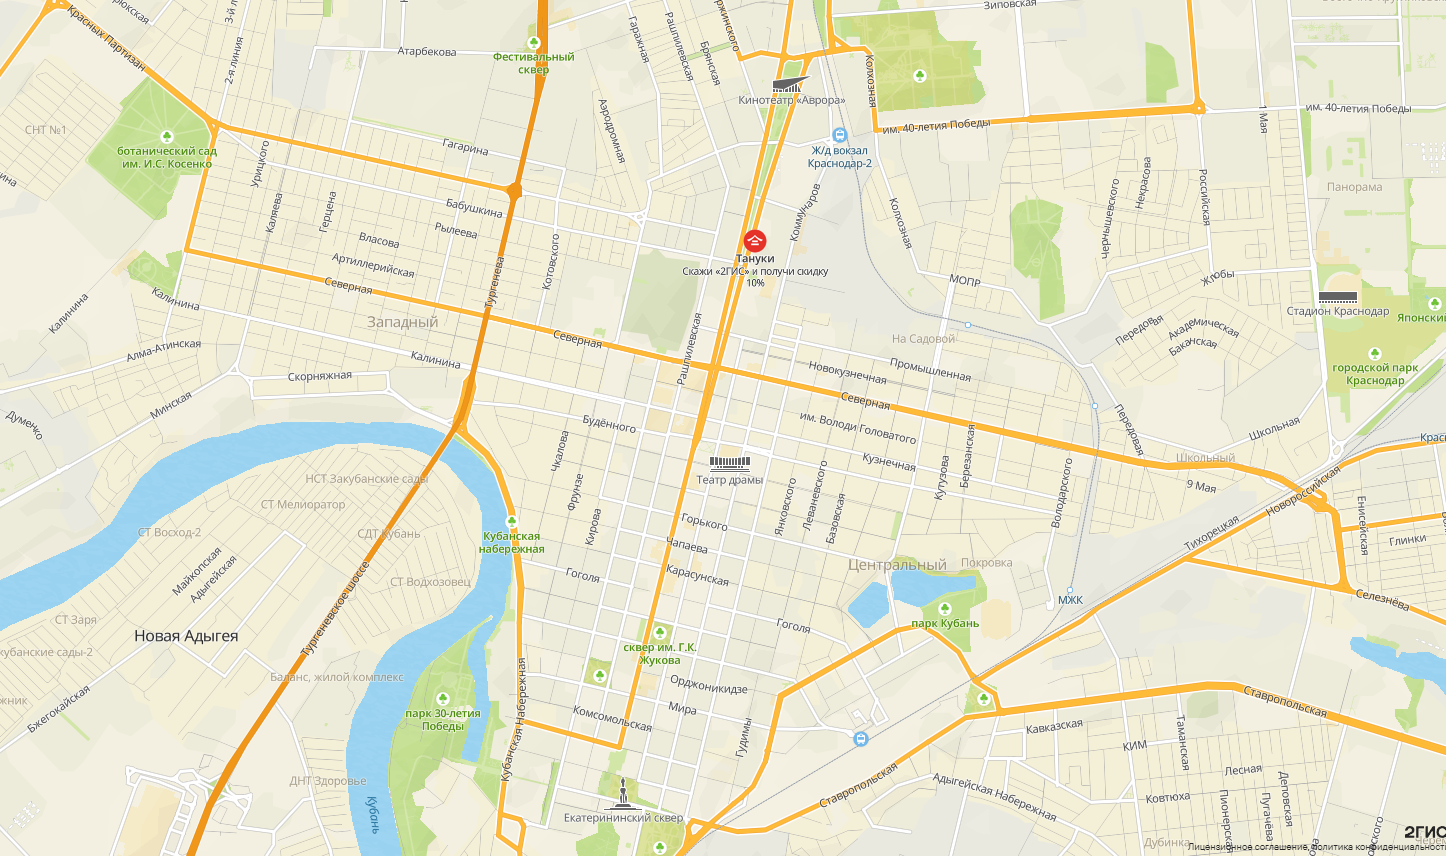 Красных Партизан
3-й л
2-я линия
Атарбекова
Фестивальный
сквер
Гаражная
Рашпилевская
Брянская
Зиповская
Колхозная
Кинотеатр «Аврора»
им. 40-летия Победы
им. 40-летия Победы
1 Мая
СНТ №1
ботанический сад
им. И.С. Косенко
Гагарина
Аэродромная
Ж/д вокзал
Краснодар-2
Урицкого
Каляева
Герцена
Бабушкина
Рылеева
Власова
Артиллерийская
Котовского
Коммунаров
Колхозная
Чернышевского
Некрасова
Российская
Панорама
Тануки
Скажи «2ГИС» и получи скидку
10%
Северная
Тургенева
Калинина
Калинина
МОПР
Жлобы
Стадион Краснодар
Японский
Западный
Северная
Рашпилевская
На Садовой
Передовая
Академическая
Бакинская
Алма-Атинская
Калинина
Новокузнечная
Промышленная
городской парк
Краснодар
Скорняжная
Минская
Северная
Думенко
Будённого
им. Володи Головатого
Передовая
Школьная
Чкалова
Кузнечная
Березанская
Кутузова
Школьный
Театр драмы
НСТ Закубанские сады
Фрунзе
Янковского
Леваневского
Базовская
Володарского
9 Мая
Новороссийская
СТ Мелиоратор
Кирова
Горького
Енисейская
СТ Восход-2
СДТ Кубань
Кубанская
набережная
Чапаева
Тихорецкая
Глинки
Майкопская
Адыгейская
Гоголя
Карасунская
Центральный
Покровка
СТ Водхозовец
МЖК
Селезнёва
СТ Заря
Тургеневское шоссе
Гоголя
парк Кубань
Новая Адыгея
кубанские сады-2
сквер им. Г.К.
Жукова
Баланс, жилой комплекс
Орджоникидзе
Бжегокайская
Кубанская Набережная
Мира
парк 30-летия
Победы
Комсомольская
Гудимы
Ставропольская
Кавказская
Таманская
КИМ
ДНТ Здоровье
Ставропольская
Адыгейская Набережная
Лесная
Ковтюха
Пионерская
Пугачёва
Деповская
Кубань
Екатерининский сквер
Дубинка
2ГИС
Лицензионное соглашение, политика конфиденциальност